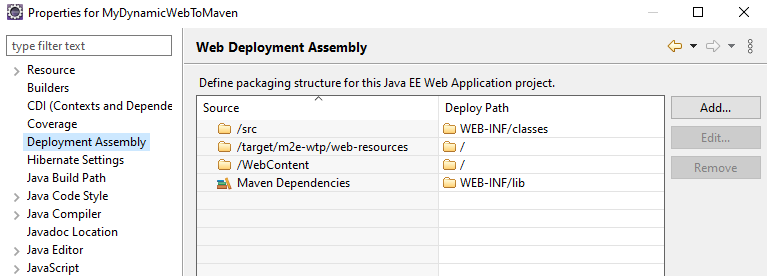 Properties for MyDynamicWebToMaven
type filter text
Resource
Builders
CDI (Contexts and Depende
Coverage
Deployment Assembly
Hibernate Settings
Java Build Path
Java Code Style
Java Compiler
Javadoc Location
Java Editor
JavaScript
Web Deployment Assembly
Define packaging structure for this Java EE Web Application project.
Source Deploy Path
/src WEB-INF/classes
/target/m2e-wtp/web-resources /
/WebContent /
Maven Dependencies WEB-INF/lib
Add...
Edit...
Remove